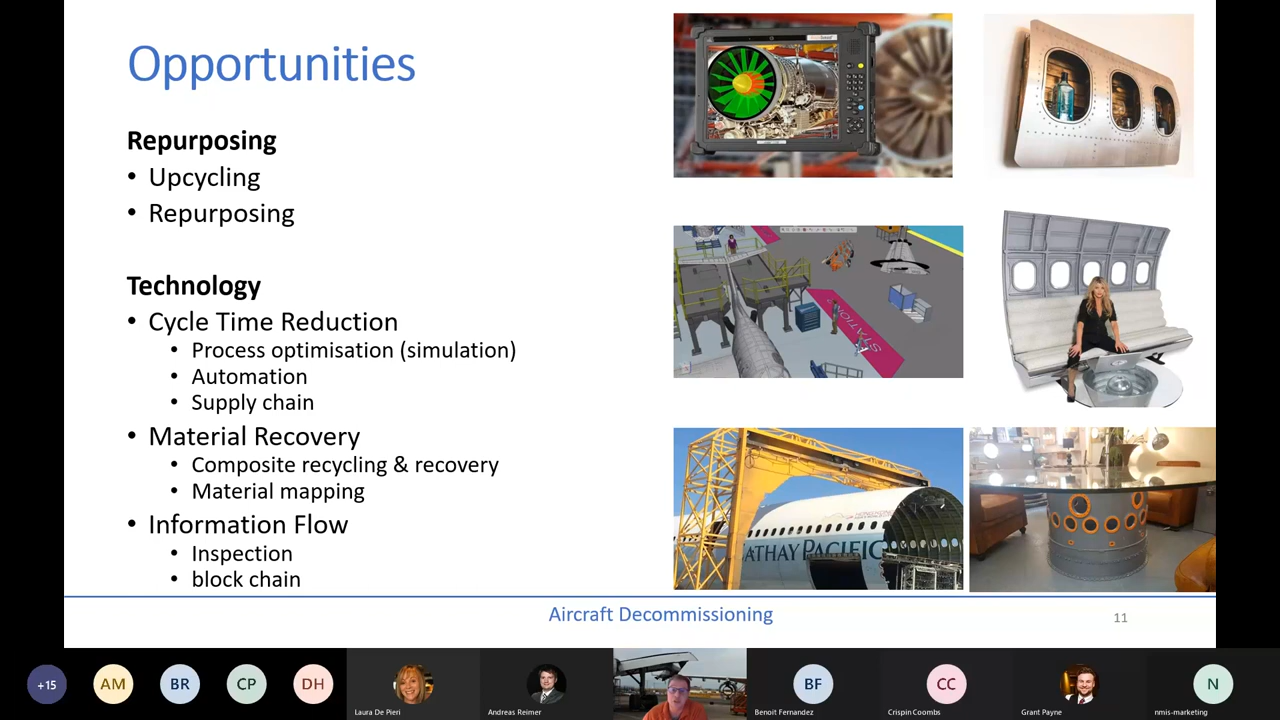 Opportunities
Repurposing
• Upcycling
• Repurposing
Technology
• Cycle Time Reduction
• Process optimisation (simulation)
• Automation
• Supply chain
• Material Recovery
• Composite recycling & recovery
• Material mapping
• Information Flow
• Inspection
• block chain
STATION
ATHAY PACIFIC
Aircraft Decommissioning
11
+15
AM
BR
CP
DH
Laura De Pieri
Andreas Reimer
BF
Benoit Fernandez
CC
Crispin Coombs
Grant Payne
N
nmis-marketing